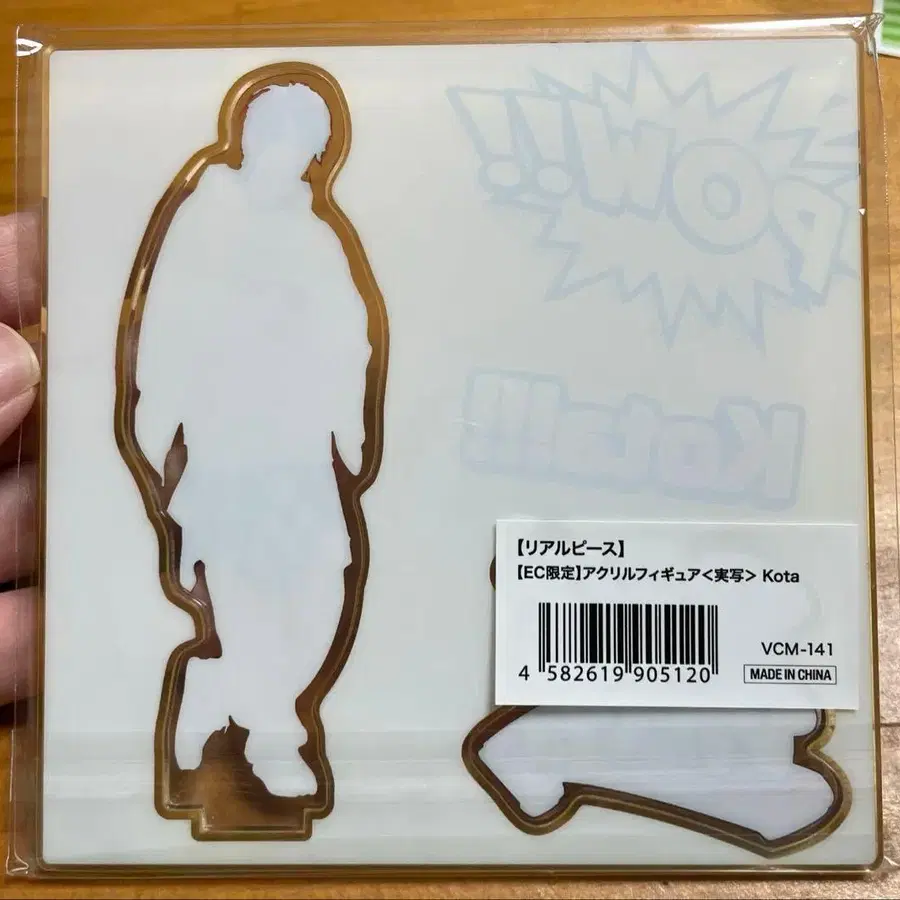 POW!!
Kota!!!
【リアルピース】
【EC限定】アクリルフィギュア<実写> Kota
4 582619 905120
VCM-141
MADE IN CHINA